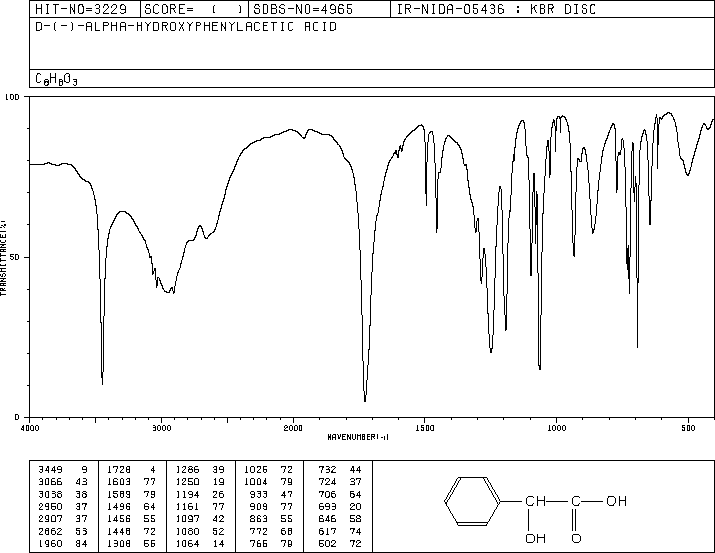 HIT-NO=3229 SCORE= ( ) SDBS-NO=4965 IR-NIDA-05436 : KBR DISC
D-(-)-ALPHA-HYDROXYPHENYLACETIC ACID
C8H8O3
100
TRANSMITTANCE(%)
50
0
4000 3000 2000 1500 1000 500
WAVENUMBER(-1)
3449 9 1728 4 1286 39 1026 72 732 44
3066 43 1603 77 1250 19 1004 79 724 37
3038 38 1589 79 1194 26 933 47 706 64
2960 37 1496 64 1161 77 909 77 693 20
2907 37 1456 55 1097 42 863 55 646 58
2662 53 1448 72 1080 52 772 68 617 74
1960 84 1308 55 1064 14 766 79 502 72
CH C OH
OH O